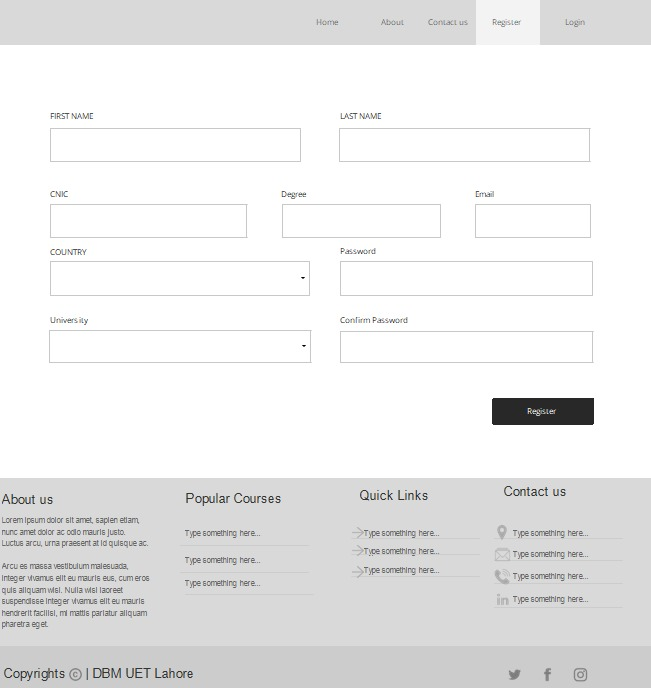 Home About Contact us Register Login
FIRST NAME LAST NAME
CNIC Degree Email
COUNTRY Password
University Confirm Password
Register
About us
Lorem ipsum dolor sit amet, sapien etiam,
nunc amet dolor ac odio mauris justo.
Luctus arcu, urna praesent at id quisque ac.
Arcu es massa vestibulum malesuada,
integer vivamus elit eu mauris eus, cum eros
quis aliquam wisi. Nulla wisi laoreet
suspendisse integer vivamus elit eu mauris
hendrerit facilisi, mi mattis pariatur aliquam
pharetra eget.
Popular Courses
Type something here...
Type something here...
Type something here...
Quick Links
Type something here...
Type something here...
Type something here...
Contact us
Type something here...
Type something here...
Type something here...
Type something here...
Copyrights © | DBM UET Lahore